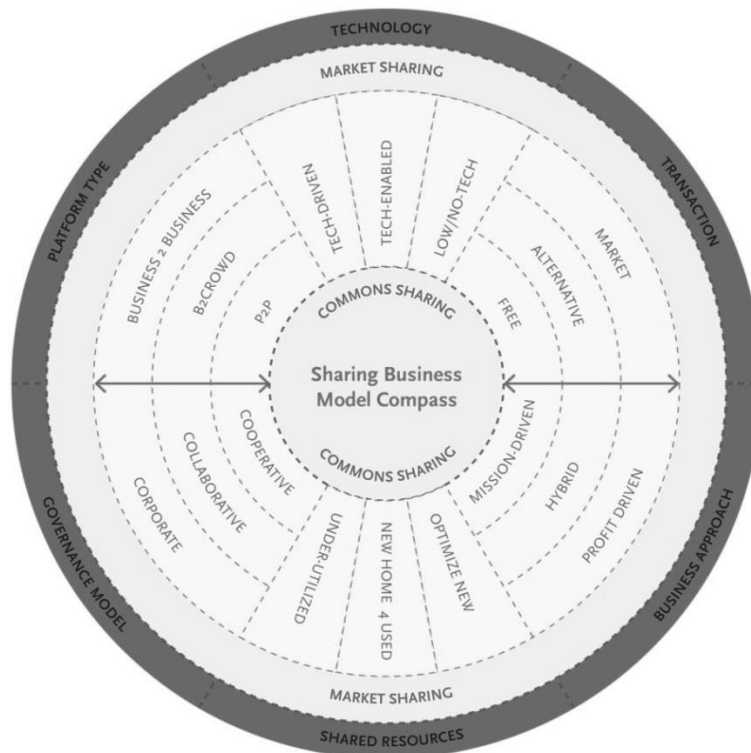 TECHNOLOGY
MARKET SHARING
PLATFORM TYPE
BUSINESS 2 BUSINESS
B2CROWD
P2P
TECH-DRIVEN
TECH-ENABLED
LOW/NO-TECH
FREE
ALTERNATIVE
MARKET
TRANSACTION
COMMONS SHARING
Sharing Business
Model Compass
COMMONS SHARING
GOVERNANCE MODEL
CORPORATE
COLLABORATIVE
COOPERATIVE
UNDER-UTILIZED
NEW HOME 4 USED
OPTIMIZE NEW
MISSION-DRIVEN
HYBRID
PROFIT DRIVEN
BUSINESS APPROACH
MARKET SHARING
SHARED RESOURCES